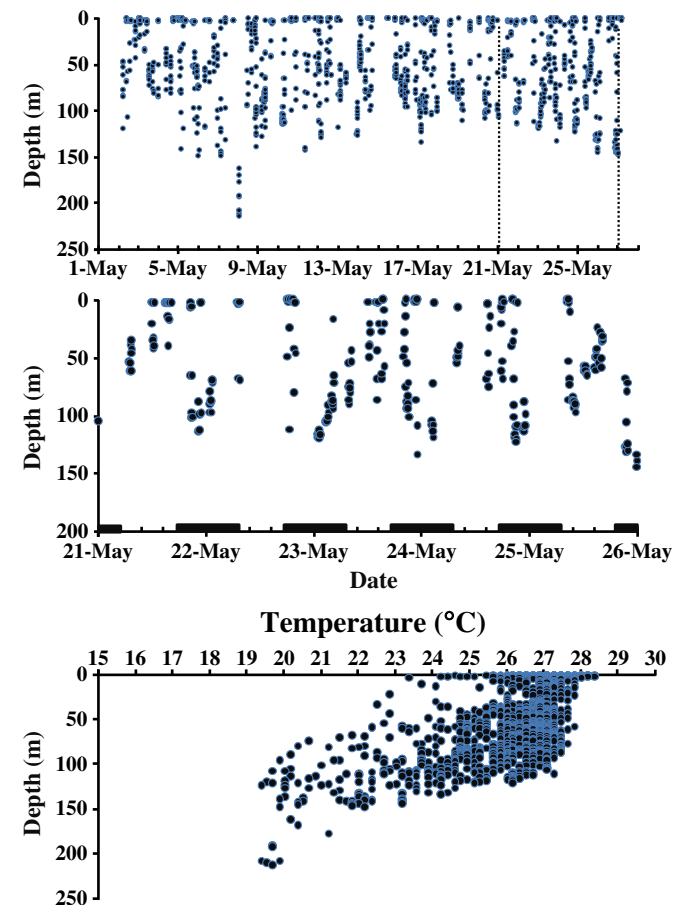 0
50
100
150
200
250
Depth (m)
1-May 5-May 9-May 13-May 17-May 21-May 25-May
0
50
100
150
200
Depth (m)
21-May 22-May 23-May 24-May 25-May 26-May
Date
Temperature (°C)
15 16 17 18 19 20 21 22 23 24 25 26 27 28 29 30
0
50
100
150
200
250
Depth (m)